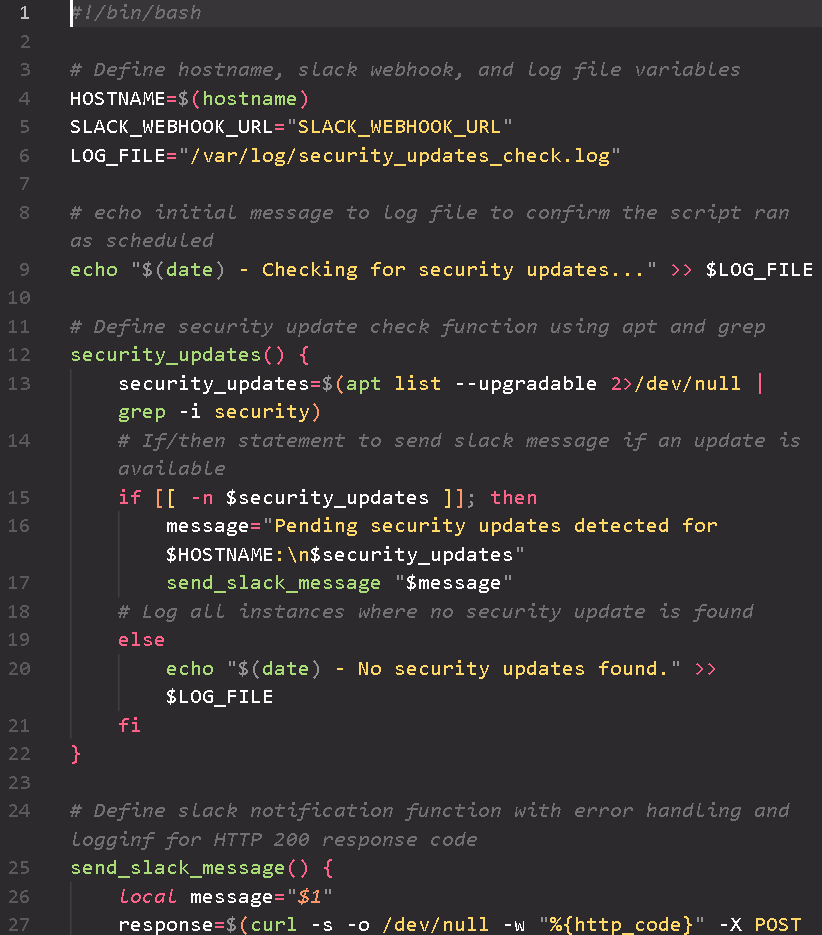 1 #!/bin/bash
2
3 # Define hostname, slack webhook, and log file variables
4 HOSTNAME=$(hostname)
5 SLACK_WEBHOOK_URL="SLACK_WEBHOOK_URL"
6 LOG_FILE="/var/log/security_updates_check.log"
7
8 # echo initial message to log file to confirm the script ran
as scheduled
9 echo "$(date) - Checking for security updates..." >> $LOG_FILE
10
11 # Define security update check function using apt and grep
12 security_updates() {
13 security_updates=$(apt list --upgradable 2>/dev/null |
grep -i security)
14 # If/then statement to send slack message if an update is
available
15 if [[ -n $security_updates ]]; then
16 message="Pending security updates detected for
$HOSTNAME:\n$security_updates"
17 send_slack_message "$message"
18 # Log all instances where no security update is found
19 else
20 echo "$(date) - No security updates found." >>
$LOG_FILE
21 fi
22 }
23
24 # Define slack notification function with error handling and
logginf for HTTP 200 response code
25 send_slack_message() {
26 local message="$1"
27 response=$(curl -s -o /dev/null -w "%{http_code}" -X POST